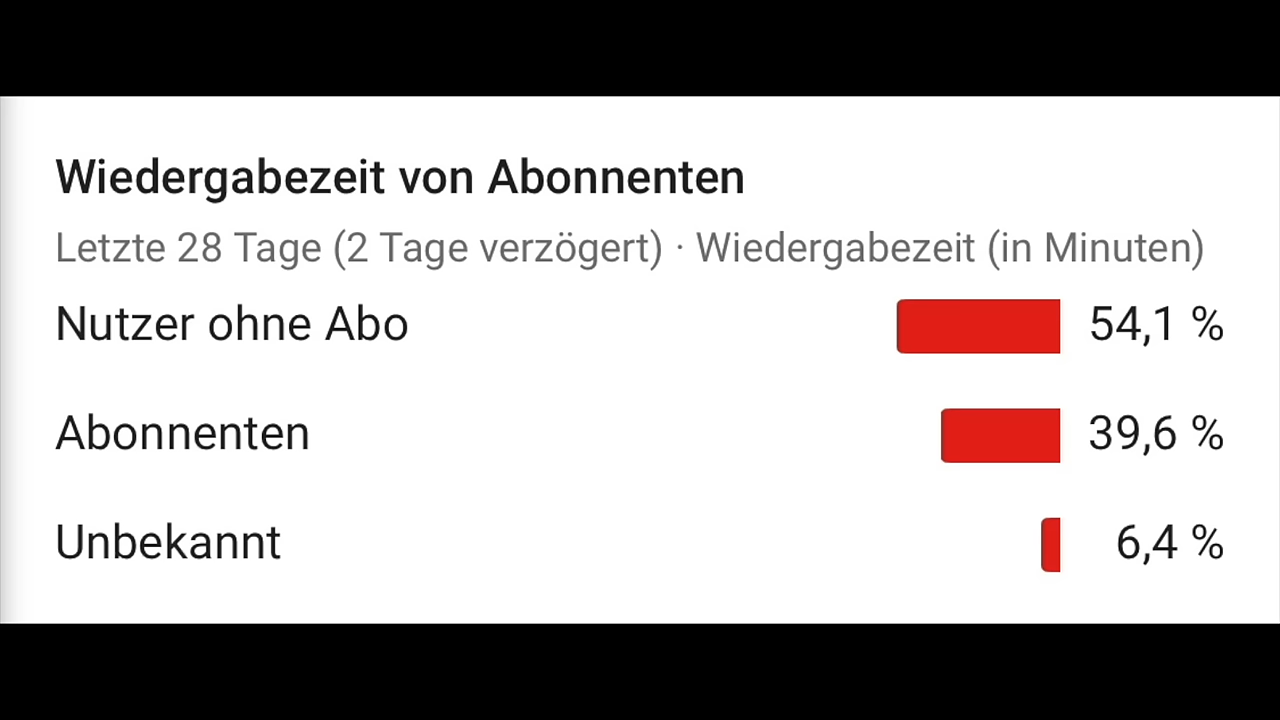 Wiedergabezeit von Abonnenten
Letzte 28 Tage (2 Tage verzögert) · Wiedergabezeit (in Minuten)
Nutzer ohne Abo 54,1 %
Abonnenten 39,6 %
Unbekannt 6,4 %